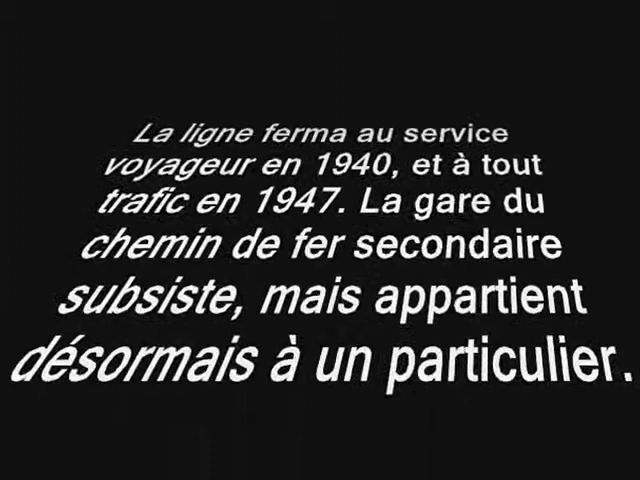 La ligne ferma au service
voyageur en 1940, et à tout
trafic en 1947. La gare du
chemin de fer secondaire
subsiste, mais appartient
désormais à un particulier.